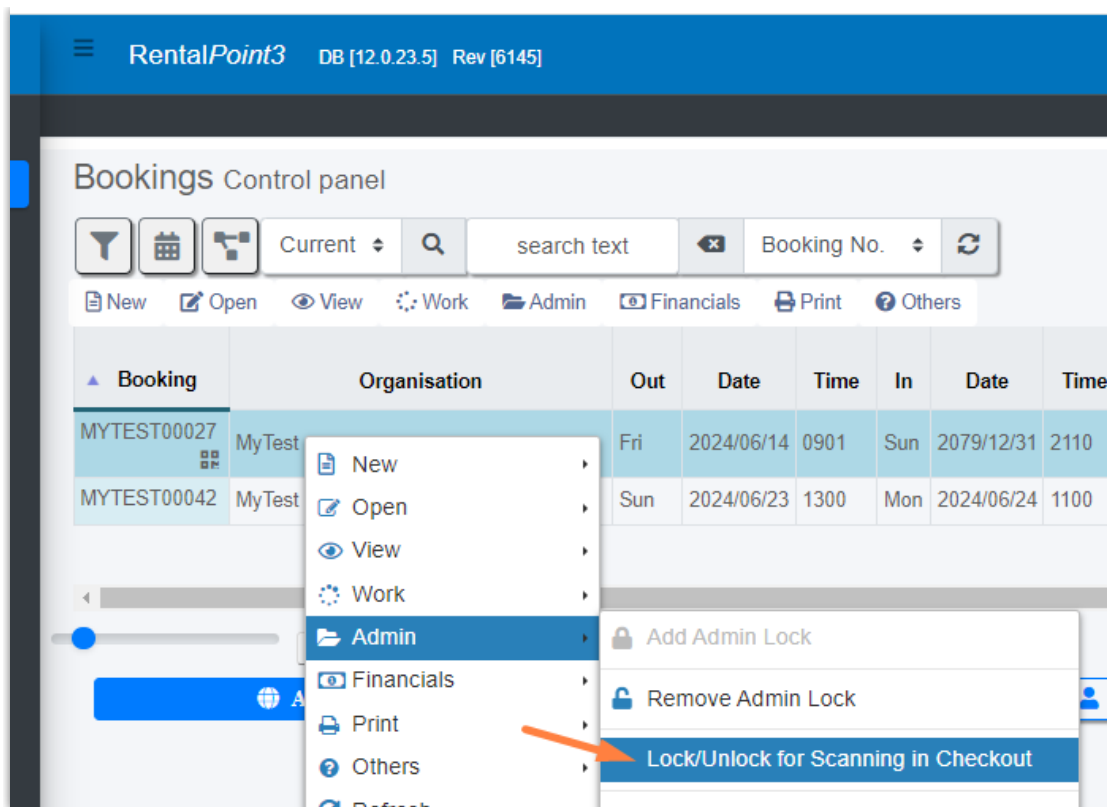 RentalPoint3 DB [12.0.23.5] Rev [6145]
Bookings Control panel
Current search text Booking No.
New Open View Work Admin Financials Print Others
Booking Organisation Out Date Time In Date Time
MYTEST00027 MyTest Fri 2024/06/14 0901 Sun 2079/12/31 2110
MYTEST00042 MyTest Sun 2024/06/23 1300 Mon 2024/06/24 1100
New
Open
View
Work
Admin
Financials
Print
Others
Refresh
Add Admin Lock
Remove Admin Lock
Lock/Unlock for Scanning in Checkout